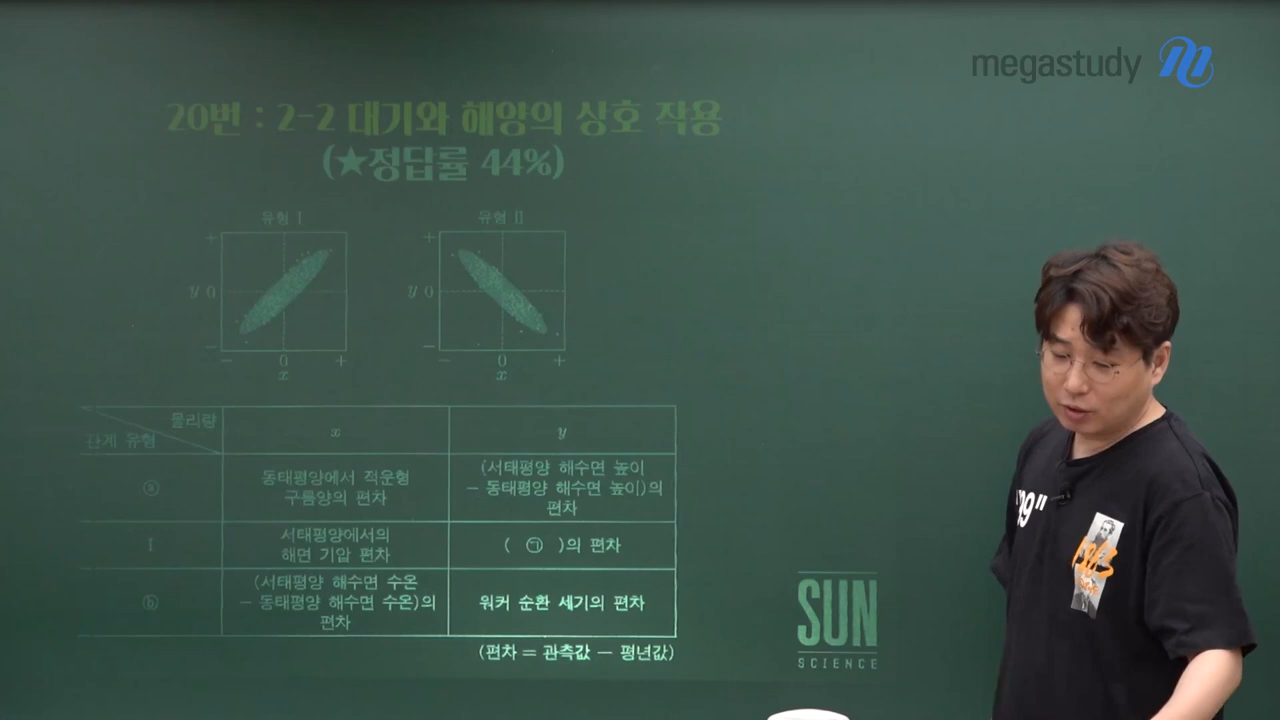 megastudy
20번 : 2-2 대기와 해양의 상호 작용
(★정답률 44%)
유형 I
유형 II
+
y 0
−
− 0 +
x
+
y 0
−
− 0 +
x
물리량
단계 유형
x
y
ⓐ
동태평양에서 적운형
구름양의 편차
(서태평양 해수면 높이
− 동태평양 해수면 높이)의
편차
I
서태평양에서의
해면 기압 편차
( ㉠ )의 편차
ⓑ
(서태평양 해수면 수온
− 동태평양 해수면 수온)의
편차
워커 순환 세기의 편차
(편차 = 관측값 − 평년값)
SUN
SCIENCE